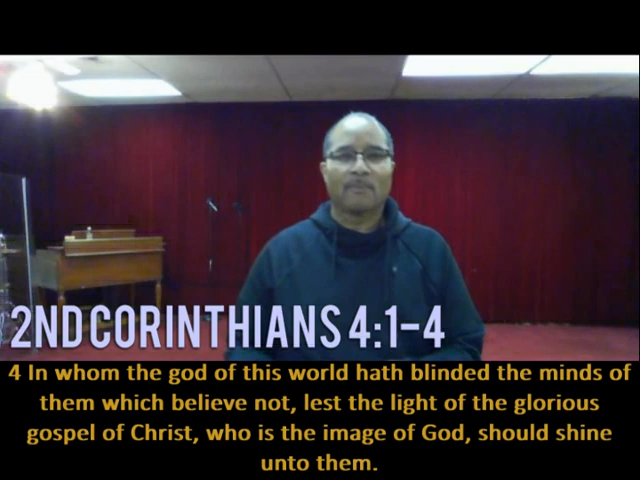 2ND CORINTHIANS 4:1-4
4 In whom the god of this world hath blinded the minds of
them which believe not, lest the light of the glorious
gospel of Christ, who is the image of God, should shine
unto them.